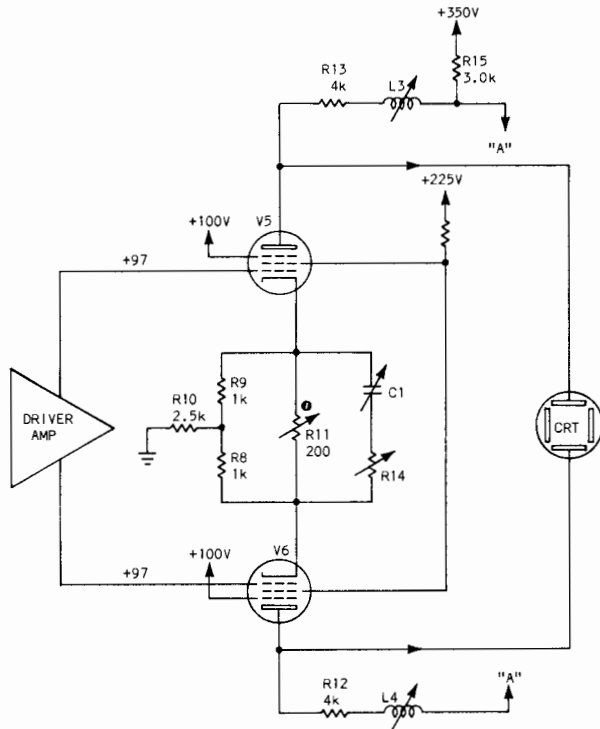 +350V
R15
3.0k
R13
4k
L3
"A"
+225V
+100V
V5
+97
R9
1k
R10
2.5k
R11
200
C1
R8
1k
R14
DRIVER
AMP
CRT
+100V
V6
+97
R12
4k
L4
"A"